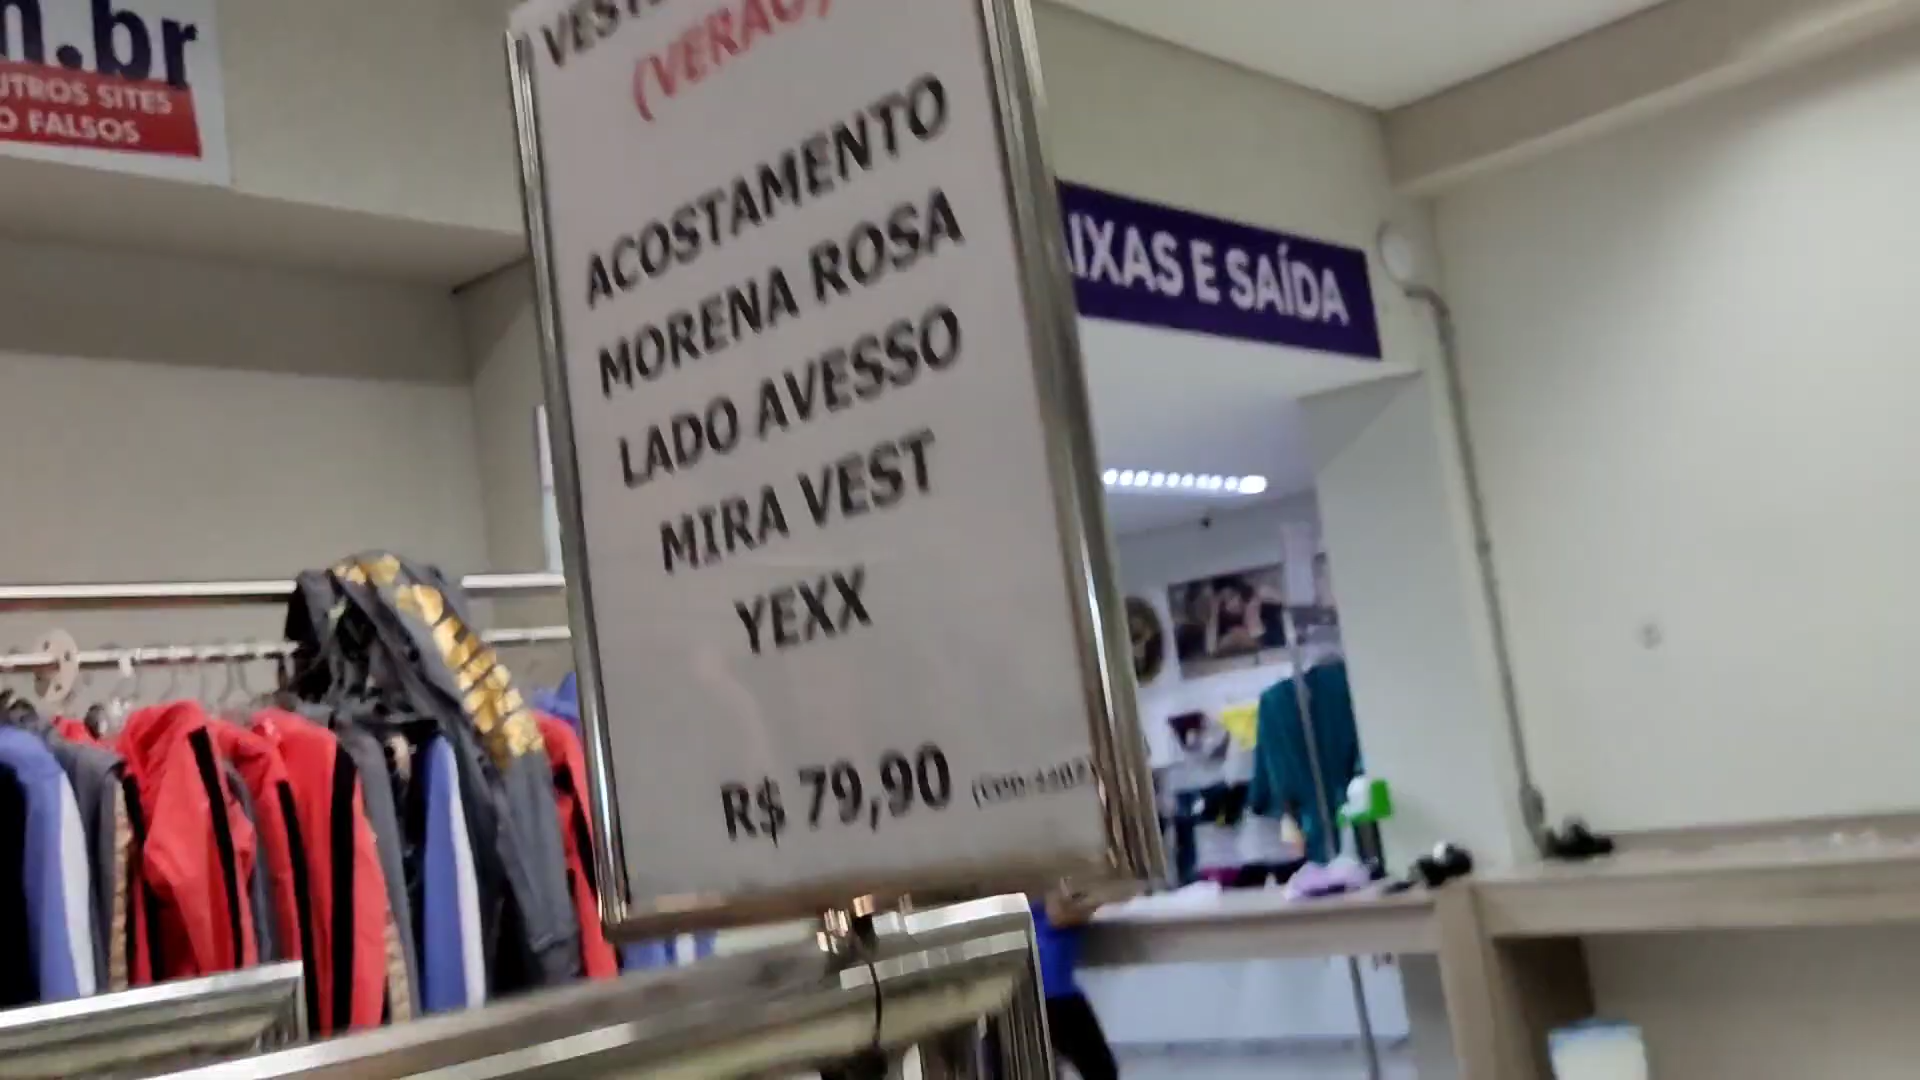 n.br
UTROS SITES
O FALSOS
(VERÃO)
ACOSTAMENTO
MORENA ROSA
LADO AVESSO
MIRA VEST
YEXX
R$ 79,90
IXAS E SAÍDA